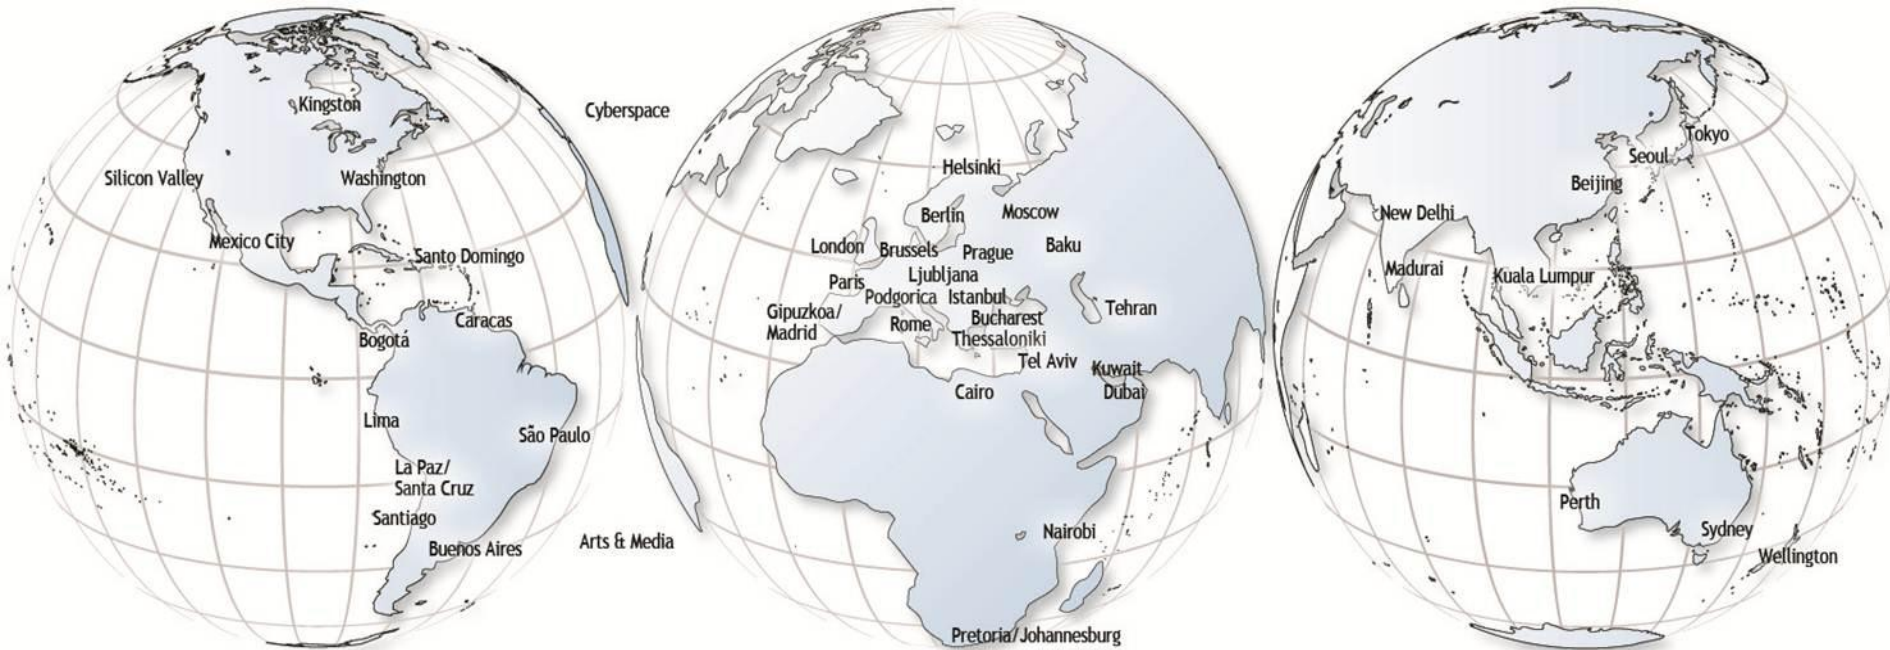 Kingston
Silicon Valley
Washington
Mexico City
Santo Domingo
Caracas
Bogotá
Lima
São Paulo
La Paz/
Santa Cruz
Santiago
Buenos Aires
Cyberspace
Arts & Media
Helsinki
Berlin
Moscow
London
Brussels
Prague
Baku
Paris
Ljubljana
Podgorica
Istanbul
Gipuzkoa/
Madrid
Rome
Bucharest
Thessaloniki
Tehran
Tel Aviv
Kuwait
Cairo
Dubai
Nairobi
Pretoria/Johannesburg
Tokyo
Seoul
Beijing
New Delhi
Madurai
Kuala Lumpur
Perth
Sydney
Wellington